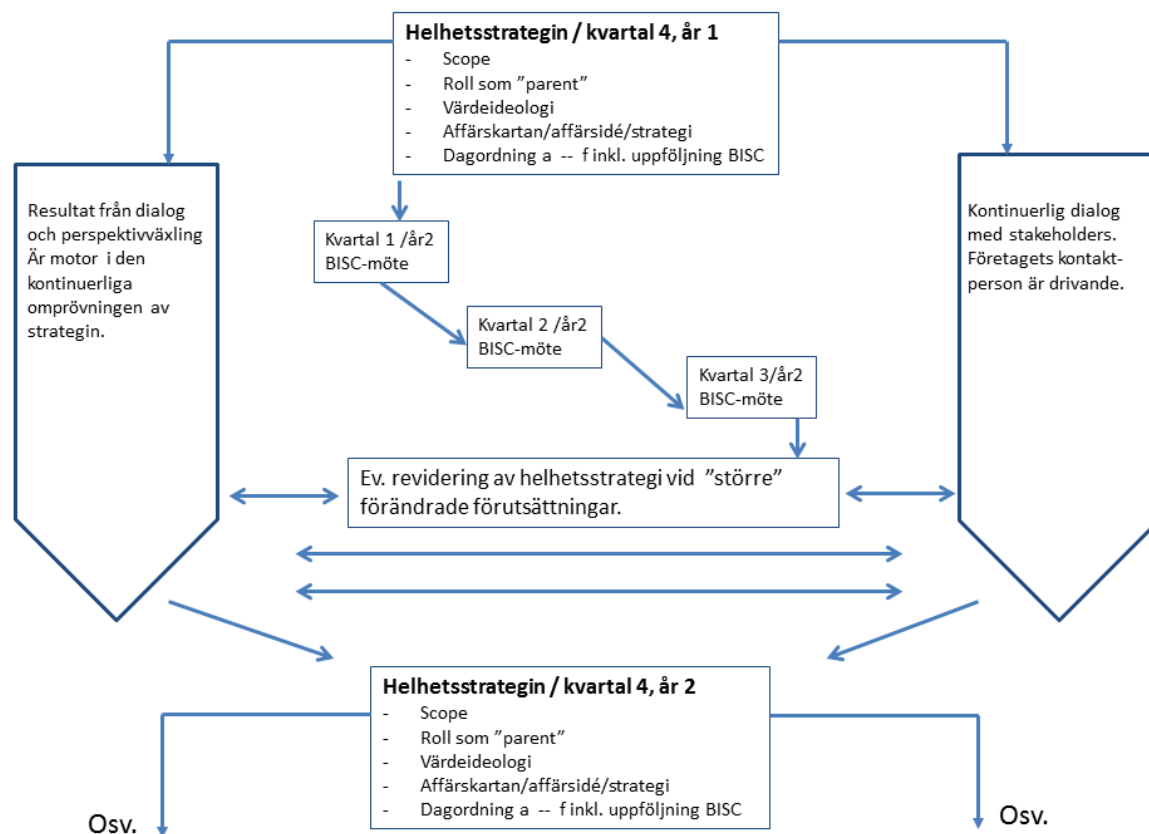 Helhetsstrategin / kvartal 4, år 1
- Scope
- Roll som ”parent”
- Värdeideologi
- Affärskartan/affärsidé/strategi
- Dagordning a -- f inkl. uppföljning BISC
Resultat från dialog
och perspektivväxling
Är motor i den
kontinuerliga
omprövningen av
strategin.
Kvartal 1 /år2
BISC-möte
Kvartal 2 /år2
BISC-möte
Kvartal 3/år2
BISC-möte
Kontinuerlig dialog
med stakeholders.
Företagets kontakt-
person är drivande.
Ev. revidering av helhetsstrategi vid ”större”
förändrade förutsättningar.
Helhetsstrategin / kvartal 4, år 2
- Scope
- Roll som ”parent”
- Värdeideologi
- Affärskartan/affärsidé/strategi
- Dagordning a -- f inkl. uppföljning BISC
Osv.
Osv.